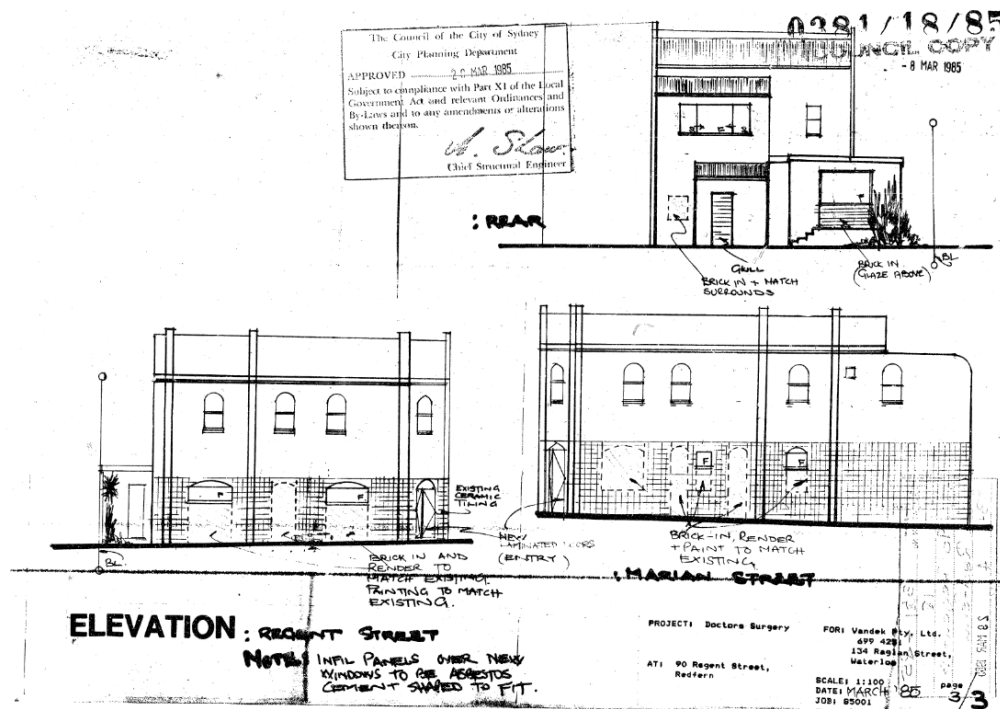 0381/18/85
COUNCIL COPY
- 8 MAR 1985
The Council of the City of Sydney
City Planning Department
APPROVED 20 MAR 1985
Subject to compliance with Part XI of the Local
Government Act and relevant Ordinances and
By-Laws and to any amendments or alterations
shown thereon.
Chief Structural Engineer
: REAR
GRILL
BRICK IN + MATCH
SURROUNDS
BRICK IN
(GLAZE ABOVE)
BL
F
F
F
F
EXISTING
CERAMIC
TILING
NEW
LAMINATED DOORS
(ENTRY)
BL
BRICK IN AND
RENDER TO
MATCH EXISTING.
PAINTING TO MATCH
EXISTING.
BRICK-IN, RENDER
+ PAINT TO MATCH
EXISTING
: MARIAN STREET
ELEVATION : REGENT STREET
NOTE: INFIL PANELS OVER NEW
WINDOWS TO BE ASBESTOS
CEMENT SHAPED TO FIT.
PROJECT: Doctors Surgery
AT: 90 Regent Street,
Redfern
FOR: Vandek Pty. Ltd.
699 4251
134 Raglan Street,
Waterloo
SCALE: 1:100
DATE: MARCH '85
JOB: 85001
page
3/3